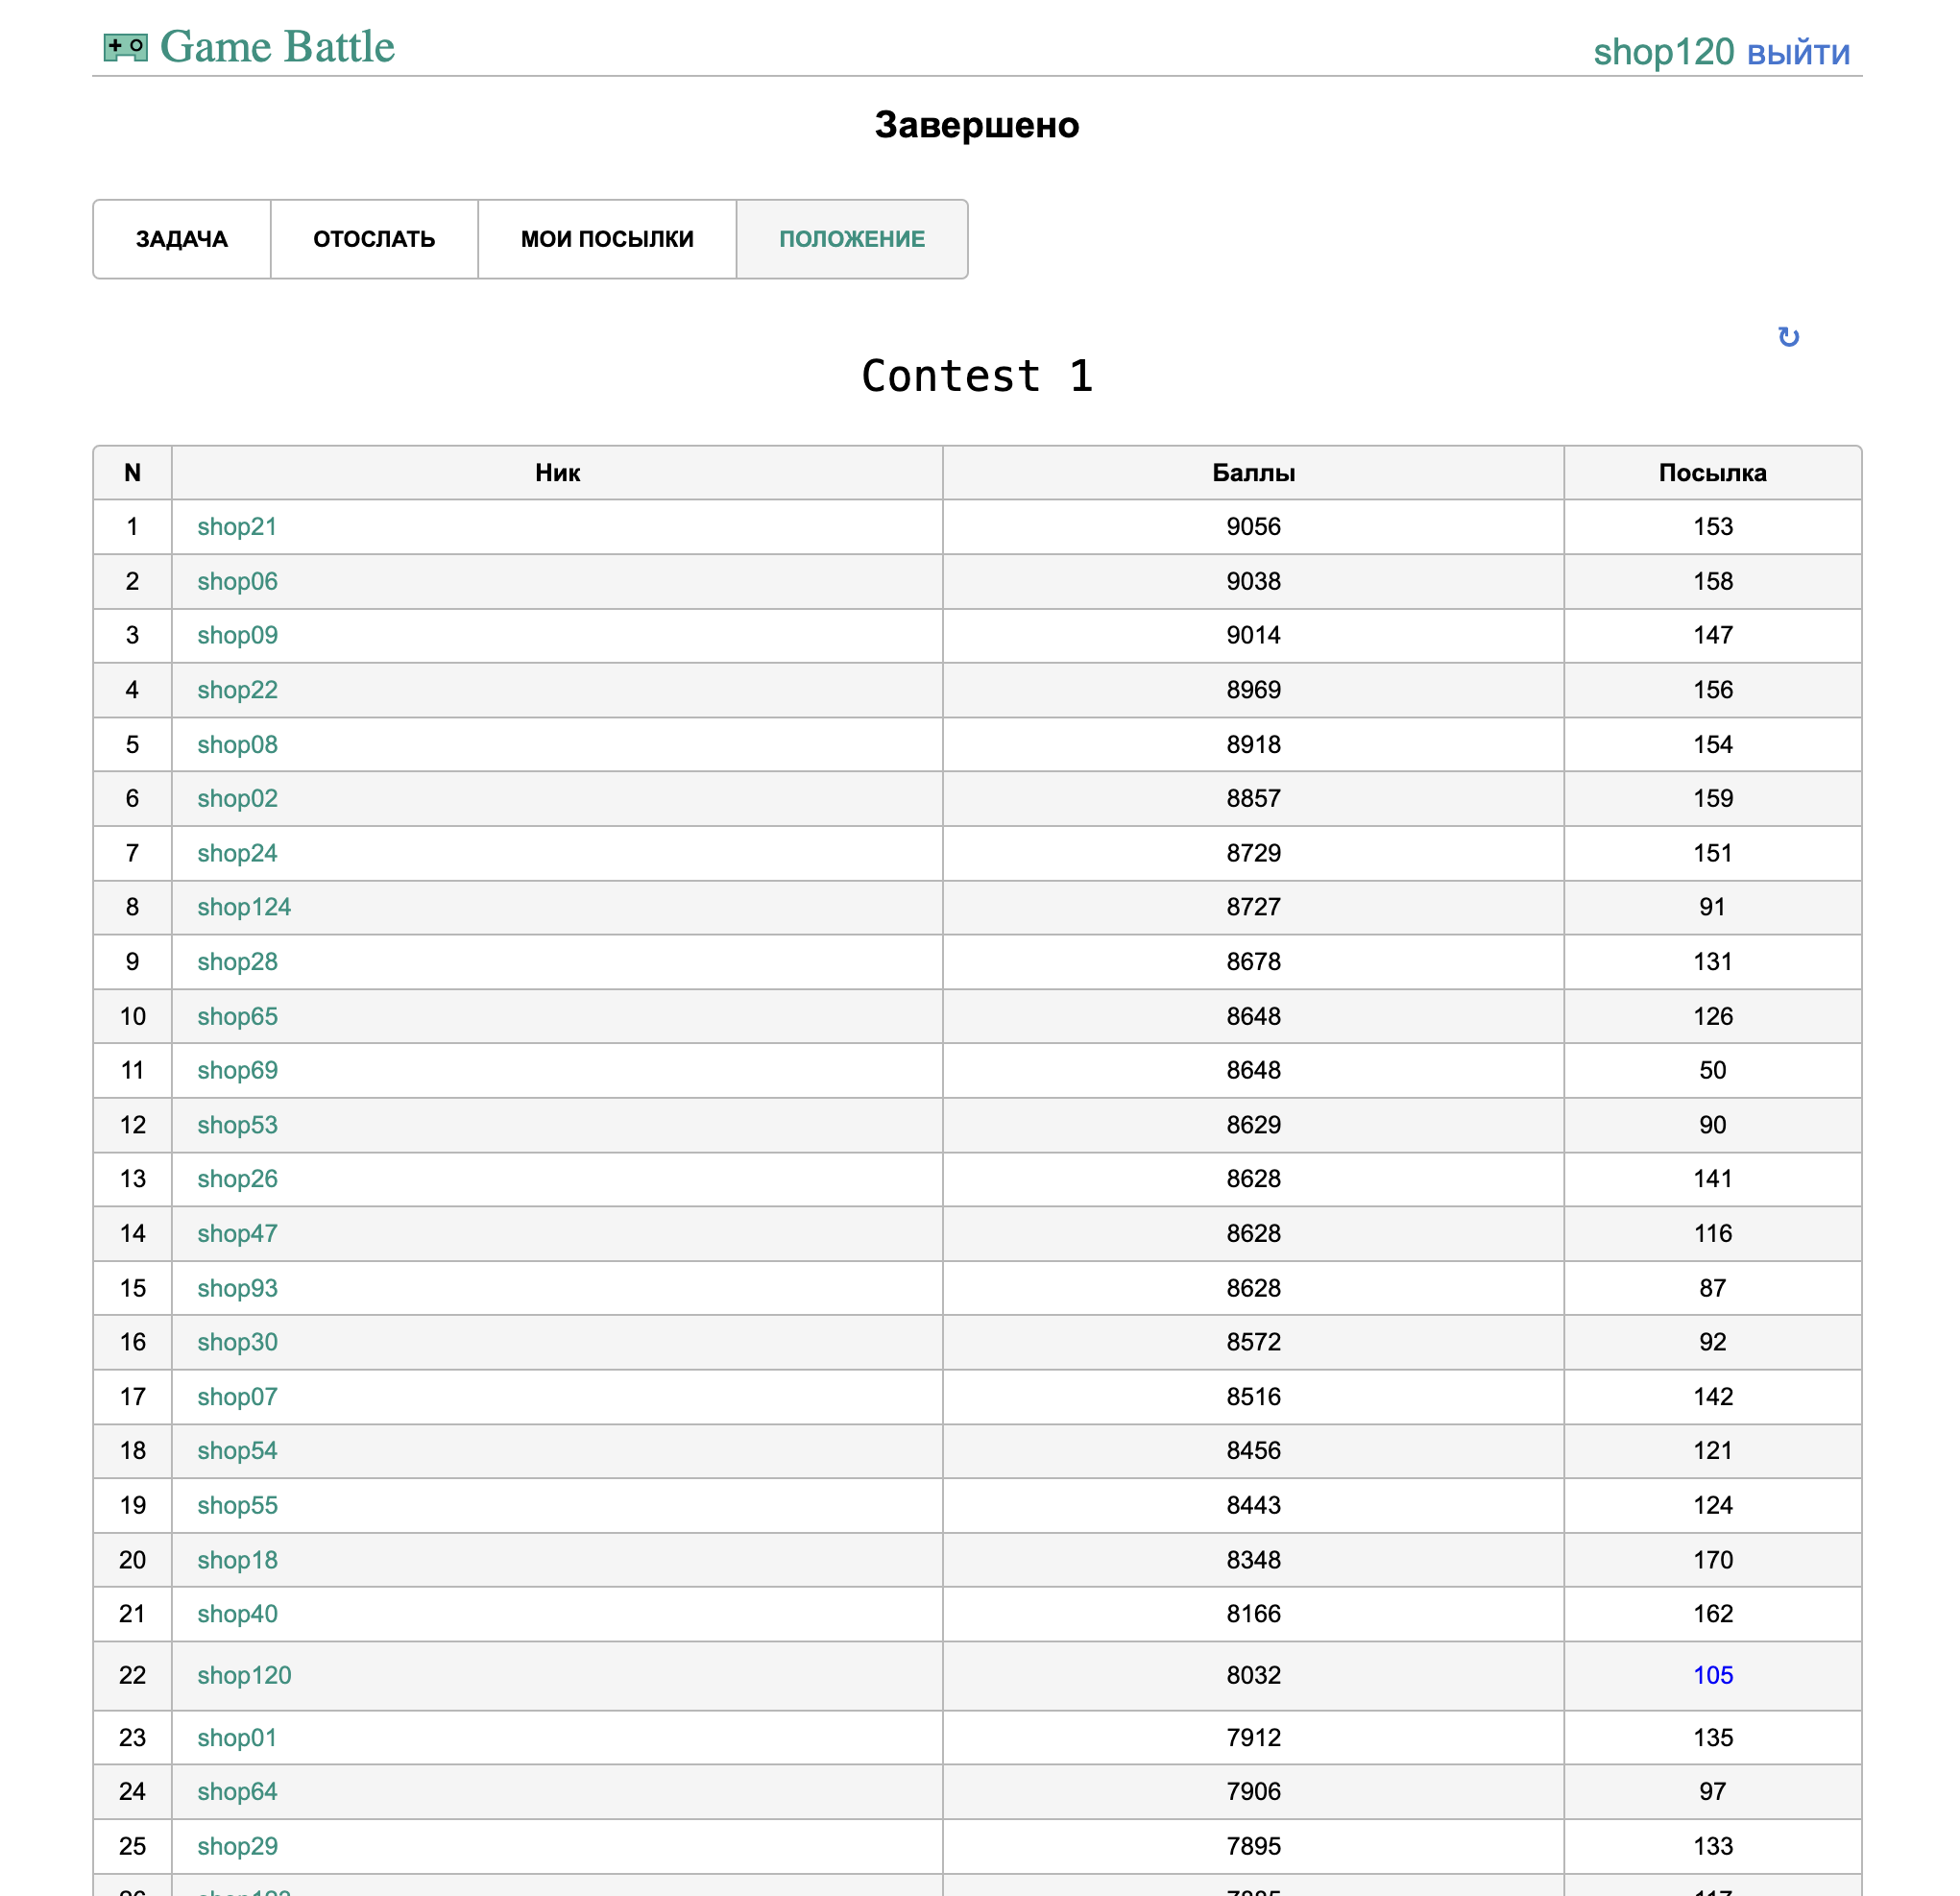 Game Battle
shop120 выйти
Завершено
ЗАДАЧА ОТОСЛАТЬ МОИ ПОСЫЛКИ ПОЛОЖЕНИЕ
↻
Contest 1
N Ник Баллы Посылка
1 shop21 9056 153
2 shop06 9038 158
3 shop09 9014 147
4 shop22 8969 156
5 shop08 8918 154
6 shop02 8857 159
7 shop24 8729 151
8 shop124 8727 91
9 shop28 8678 131
10 shop65 8648 126
11 shop69 8648 50
12 shop53 8629 90
13 shop26 8628 141
14 shop47 8628 116
15 shop93 8628 87
16 shop30 8572 92
17 shop07 8516 142
18 shop54 8456 121
19 shop55 8443 124
20 shop18 8348 170
21 shop40 8166 162
22 shop120 8032 105
23 shop01 7912 135
24 shop64 7906 97
25 shop29 7895 133